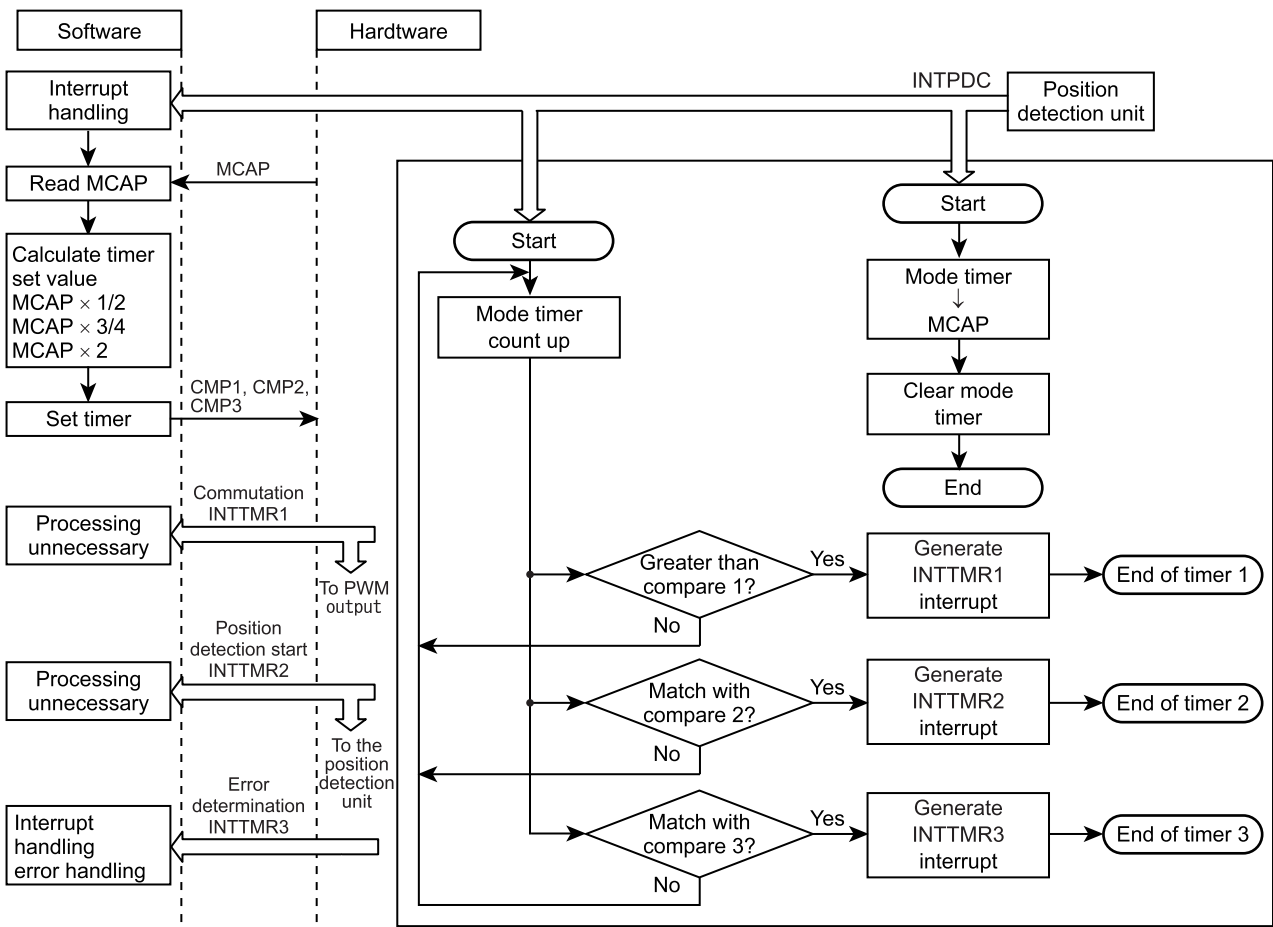 Software
Hardtware
Interrupt
handling
INTPDC
Position
detection unit
Read MCAP
MCAP
Calculate timer
set value
MCAP × 1/2
MCAP × 3/4
MCAP × 2
Set timer
CMP1, CMP2,
CMP3
Start
Mode timer
count up
Start
Mode timer
↓
MCAP
Clear mode
timer
End
Processing
unnecessary
Commutation
INTTMR1
To PWM
output
Greater than
compare 1?
Yes
No
Generate
INTTMR1
interrupt
End of timer 1
Processing
unnecessary
Position
detection start
INTTMR2
To the
position
detection
unit
Match with
compare 2?
Yes
No
Generate
INTTMR2
interrupt
End of timer 2
Interrupt
handling
error handling
Error
determination
INTTMR3
Match with
compare 3?
Yes
No
Generate
INTTMR3
interrupt
End of timer 3